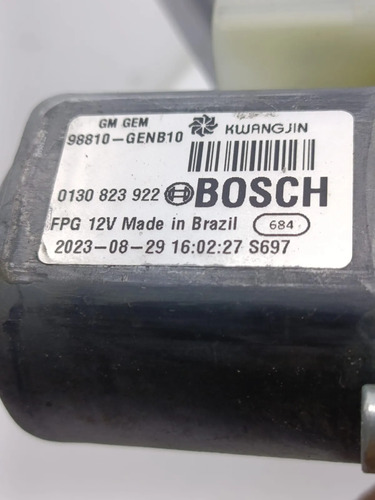 GM GEM
98810-GENB10 KWANGJIN
0130 823 922 BOSCH
FPG 12V Made in Brazil 684
2023-08-29 16:02:27 S697